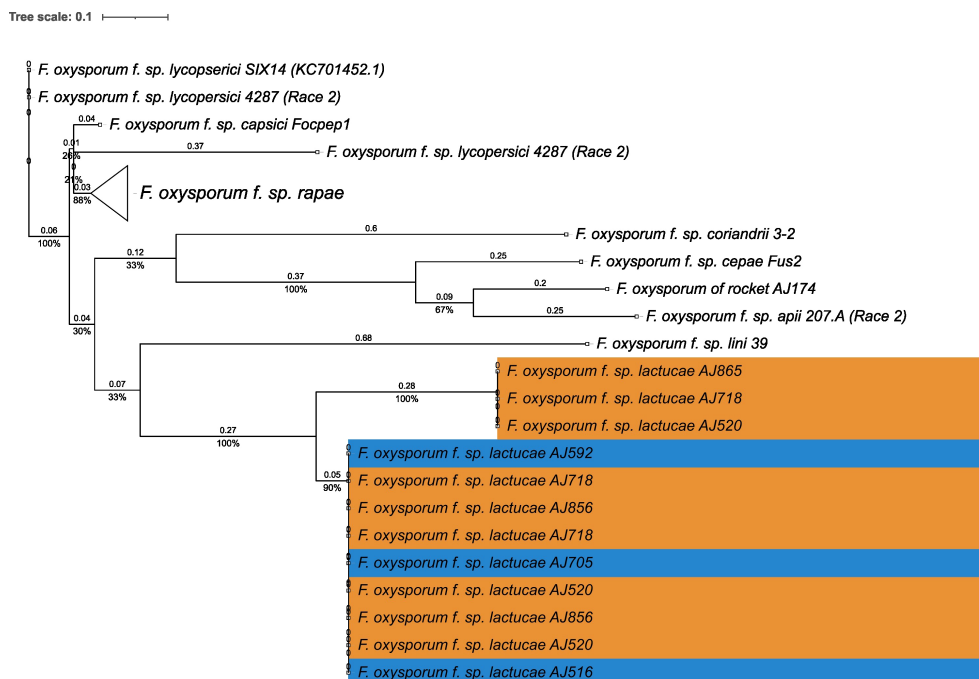 Tree scale: 0.1
F. oxysporum f. sp. lycopserici SIX14 (KC701452.1)
F. oxysporum f. sp. lycopersici 4287 (Race 2)
0.04
F. oxysporum f. sp. capsici Focpep1
0.01
26%
0.37
F. oxysporum f. sp. lycopersici 4287 (Race 2)
21%
0.03
88%
F. oxysporum f. sp. rapae
0.06
100%
0.6
F. oxysporum f. sp. coriandrii 3-2
0.12
33%
0.25
F. oxysporum f. sp. cepae Fus2
0.37
100%
0.2
F. oxysporum of rocket AJ174
0.09
67%
0.25
F. oxysporum f. sp. apii 207.A (Race 2)
0.04
30%
0.68
F. oxysporum f. sp. lini 39
F. oxysporum f. sp. lactucae AJ865
0.07
33%
0.28
100%
F. oxysporum f. sp. lactucae AJ718
F. oxysporum f. sp. lactucae AJ520
0.27
100%
F. oxysporum f. sp. lactucae AJ592
0.05
90%
F. oxysporum f. sp. lactucae AJ718
F. oxysporum f. sp. lactucae AJ856
F. oxysporum f. sp. lactucae AJ718
F. oxysporum f. sp. lactucae AJ705
F. oxysporum f. sp. lactucae AJ520
F. oxysporum f. sp. lactucae AJ856
F. oxysporum f. sp. lactucae AJ520
F. oxysporum f. sp. lactucae AJ516